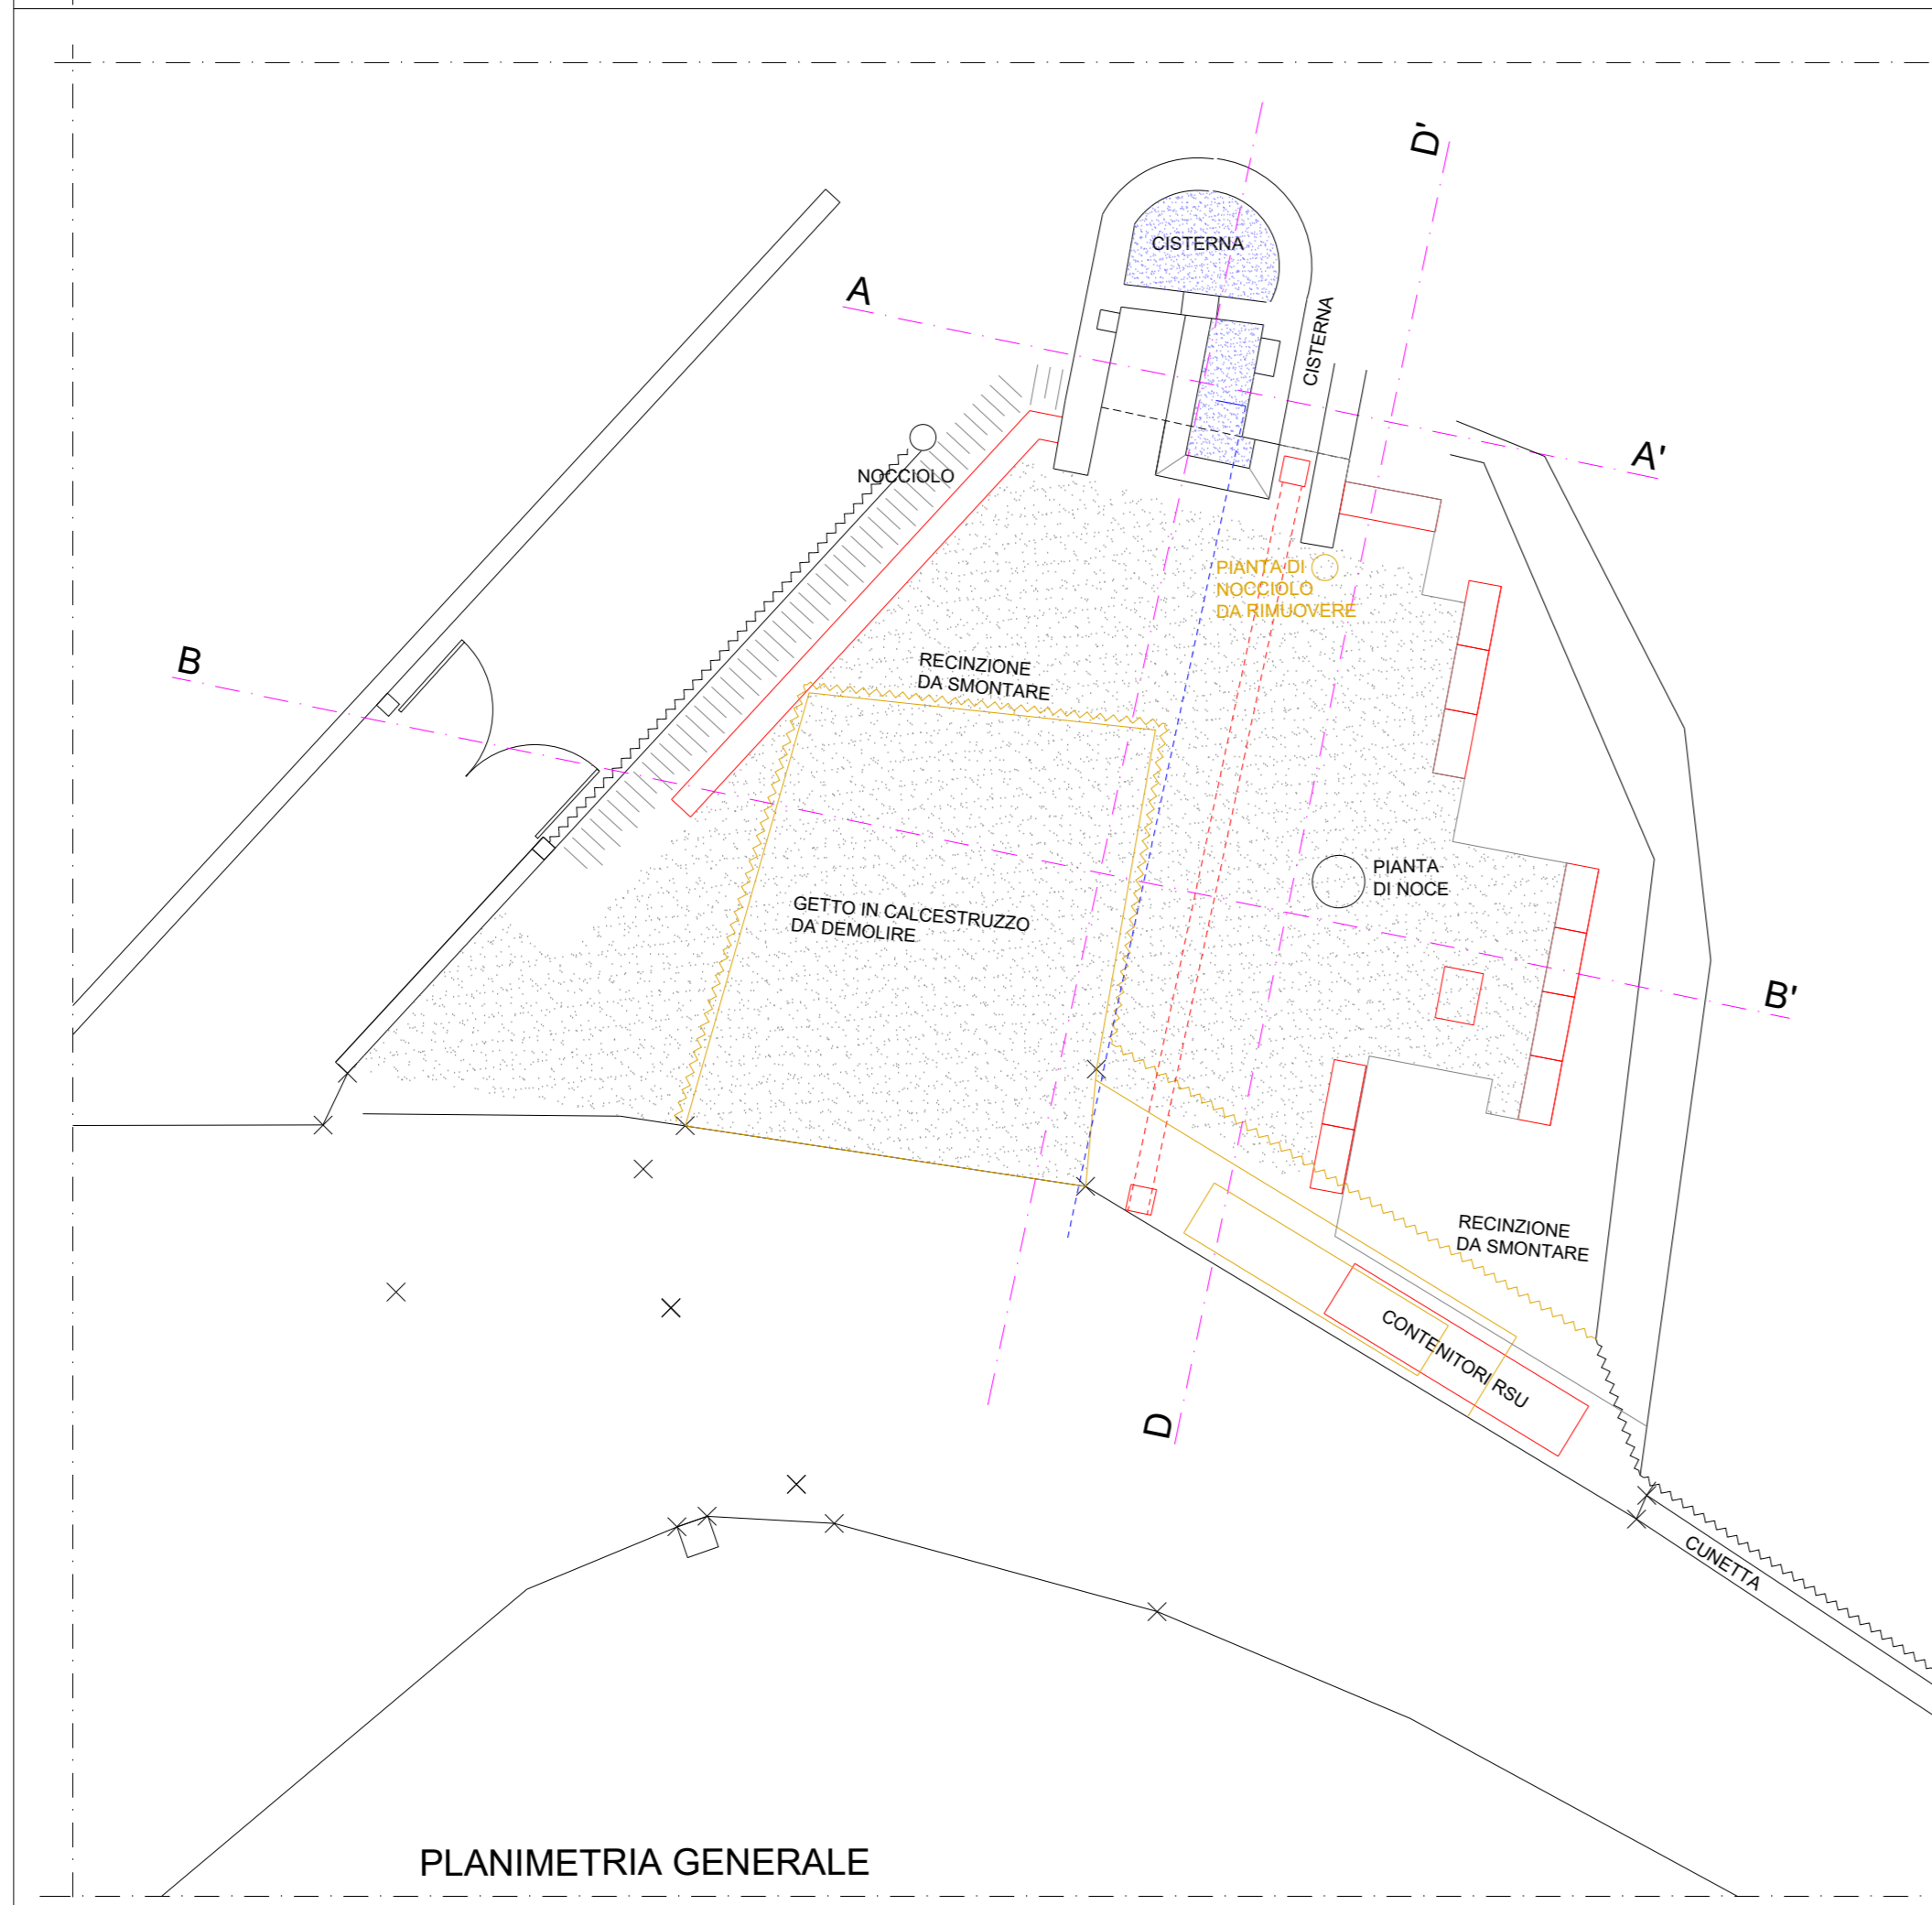 D'
CISTERNA
A
CISTERNA
A'
NOCCIOLO
PIANTA DI
NOCCIOLO
DA RIMUOVERE
B
RECINZIONE
DA SMONTARE
PIANTA
DI NOCE
GETTO IN CALCESTRUZZO
DA DEMOLIRE
B'
RECINZIONE
DA SMONTARE
CONTENITORI RSU
D
CUNETTA
PLANIMETRIA GENERALE